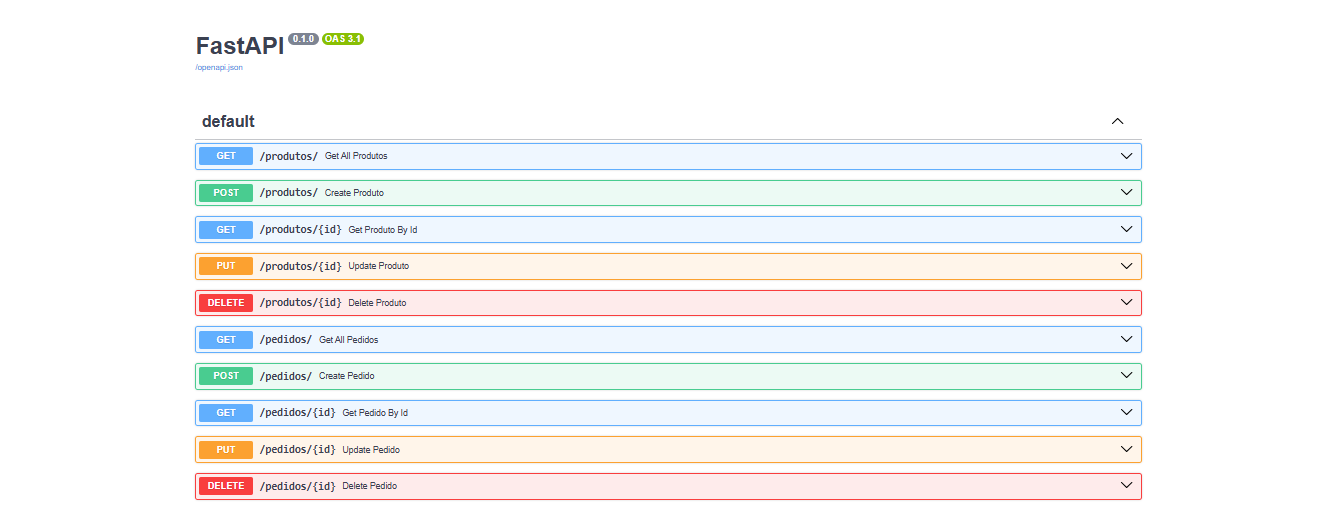 FastAPI 0.1.0 OAS 3.1
/openapi.json
default
GET /produtos/ Get All Produtos
POST /produtos/ Create Produto
GET /produtos/{id} Get Produto By Id
PUT /produtos/{id} Update Produto
DELETE /produtos/{id} Delete Produto
GET /pedidos/ Get All Pedidos
POST /pedidos/ Create Pedido
GET /pedidos/{id} Get Pedido By Id
PUT /pedidos/{id} Update Pedido
DELETE /pedidos/{id} Delete Pedido